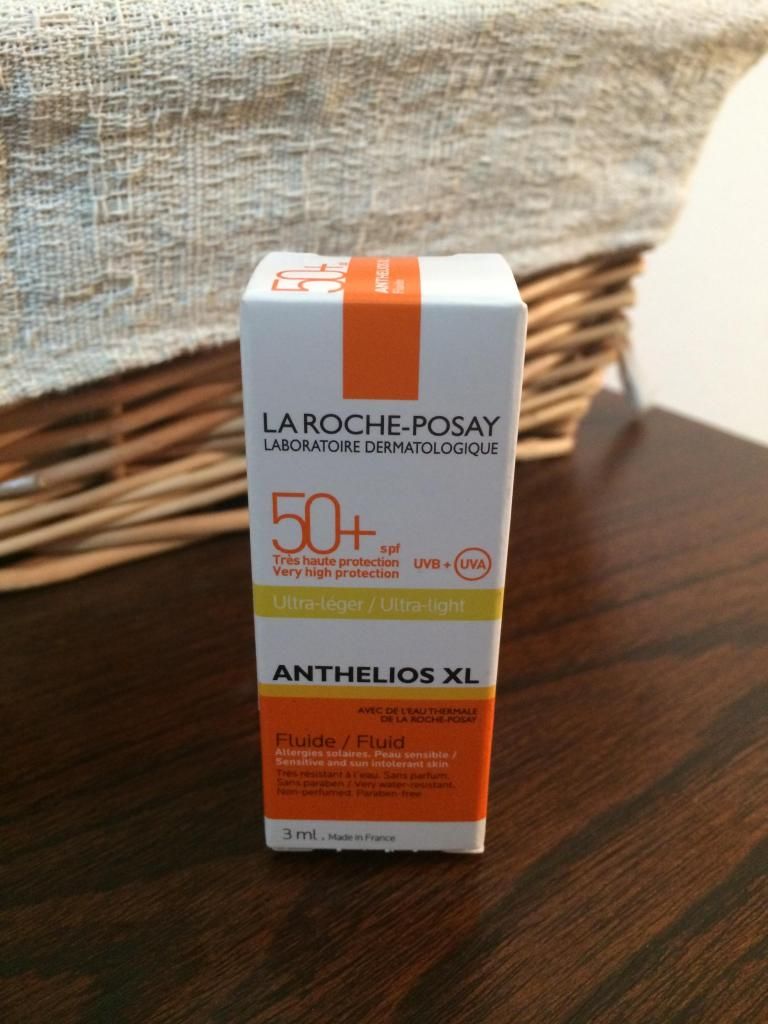 50+
ANTHELIOS XL
Fluide
LA ROCHE-POSAY
LABORATOIRE DERMATOLOGIQUE
50+ spf
Très haute protection
Very high protection
UVB + UVA
Ultra-léger / Ultra-light
ANTHELIOS XL
AVEC DE L'EAU THERMALE
DE LA ROCHE-POSAY
Fluide / Fluid
Allergies solaires. Peau sensible /
Sensitive and sun intolerant skin
Très résistant à l'eau. Sans parfum.
Sans paraben / Very water-resistant.
Non-perfumed. Paraben-free
3 ml . Made in France